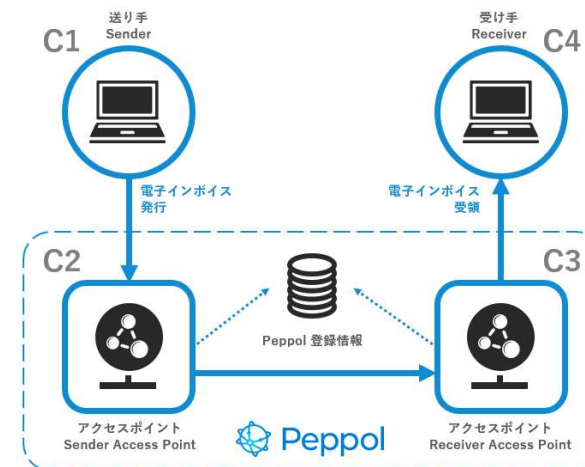 C1
送り手
Sender
受け手
Receiver
C4
電子インボイス
発行
電子インボイス
受領
C2
C3
Peppol 登録情報
アクセスポイント
Sender Access Point
Peppol
アクセスポイント
Receiver Access Point